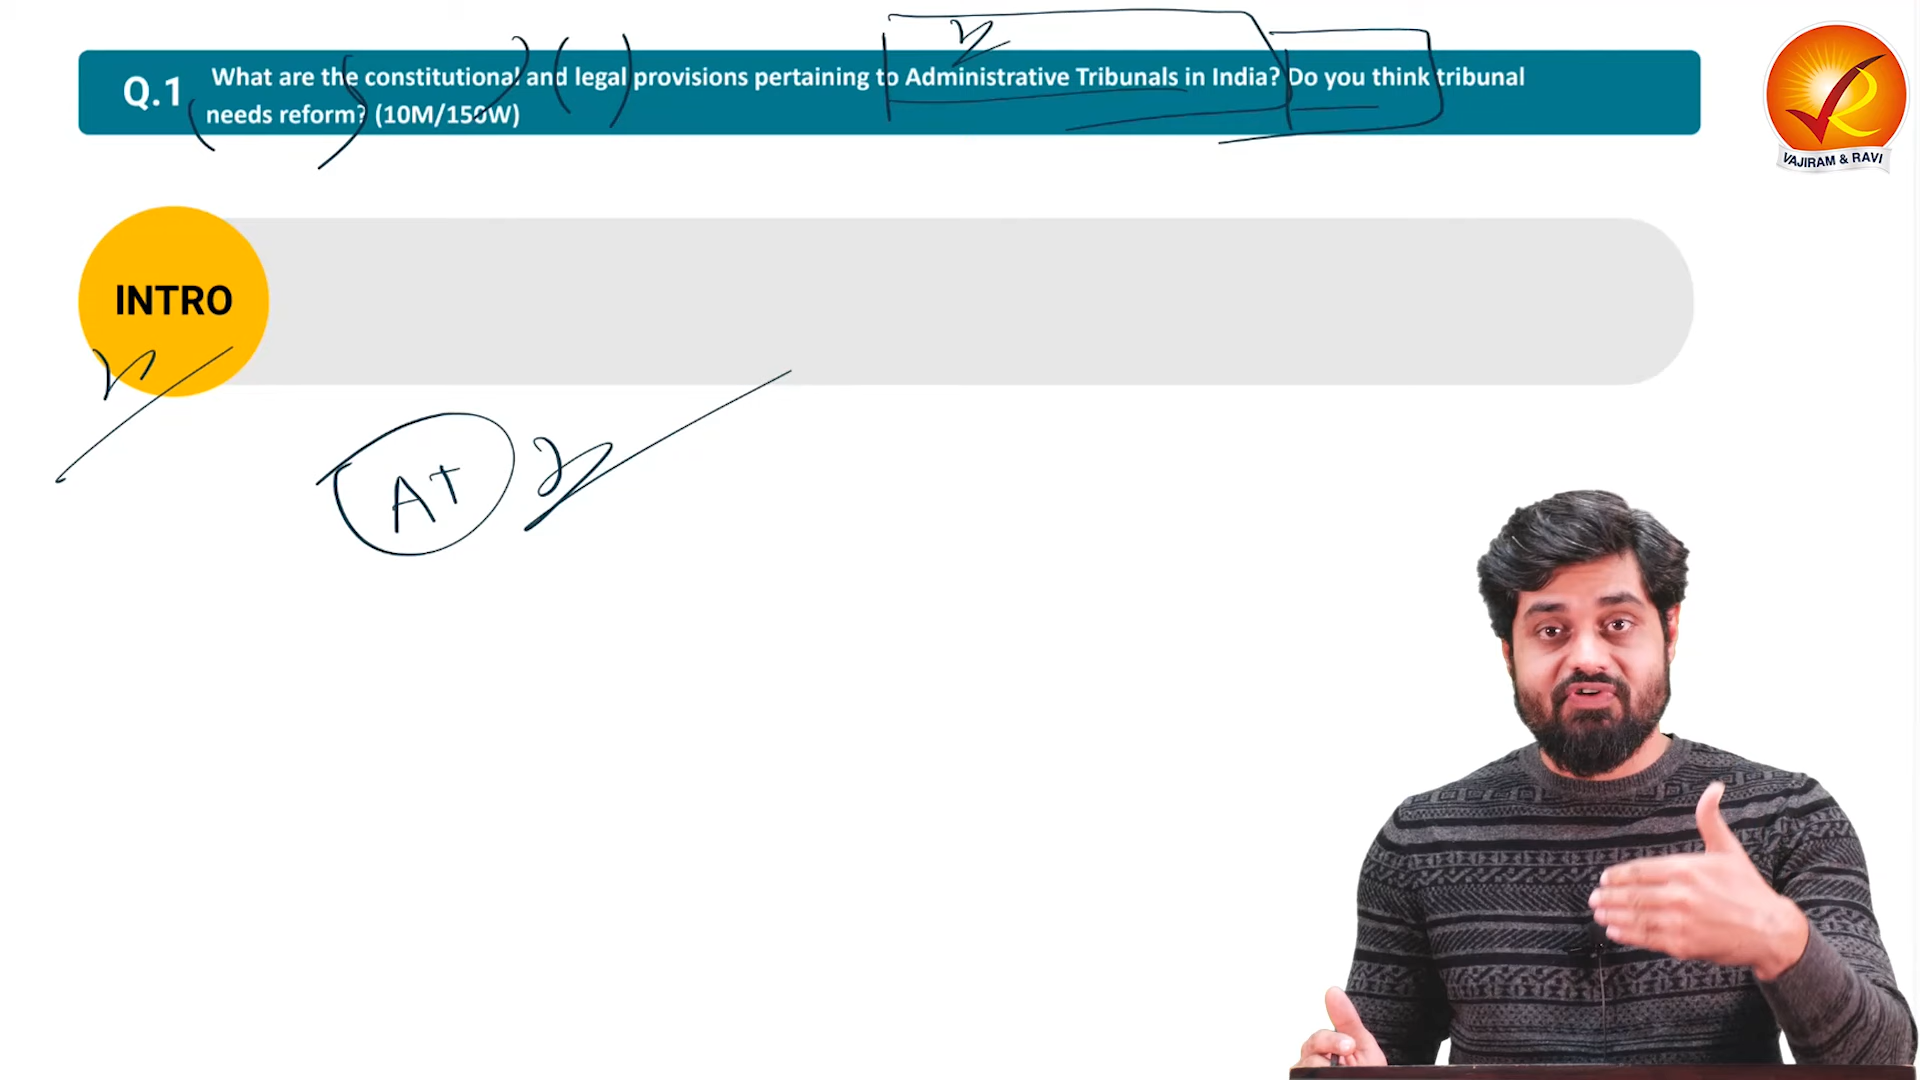 Q.1 What are the constitutional and legal provisions pertaining to Administrative Tribunals in India? Do you think tribunal
needs reform? (10M/150W)
VAJIRAM & RAVI
INTRO
AT